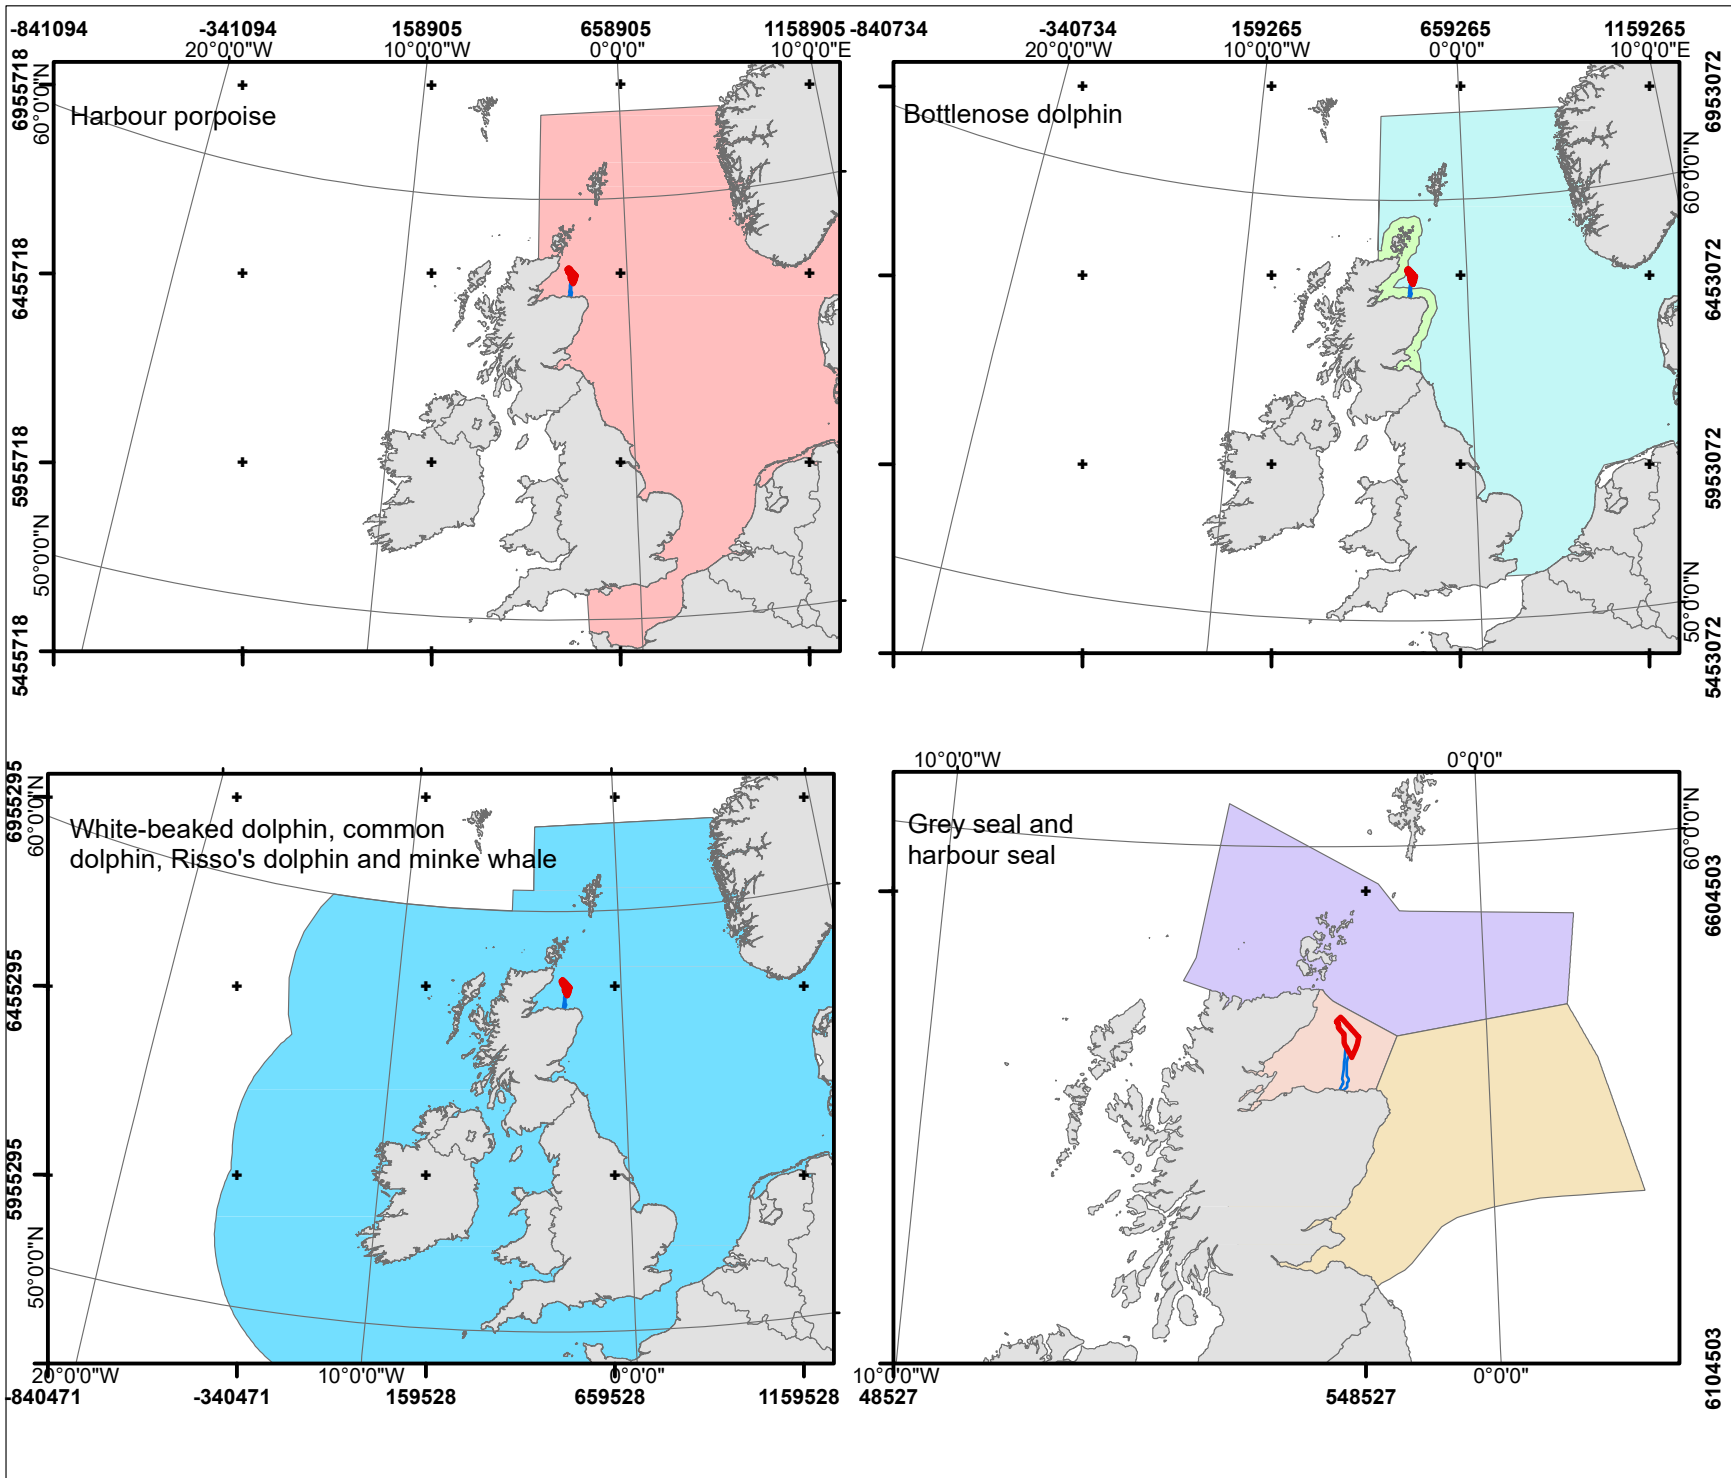 -841094 -341094 158905 658905 1158905
20°0'0"W 10°0'0"W 0°0'0" 10°0'0"E
6955718
60°0'0"N
6455718
5955718
50°0'0"N
5455718
Harbour porpoise
-840734 -340734 159265 659265 1159265
20°0'0"W 10°0'0"W 0°0'0" 10°0'0"E
Bottlenose dolphin
6953072
60°0'0"N
6453072
5953072
50°0'0"N
5453072
6955295
60°0'0"N
6455295
5955295
50°0'0"N
White-beaked dolphin, common
dolphin, Risso's dolphin and minke whale
20°0'0"W 10°0'0"W 0°0'0"
-840471 -340471 159528 659528 1159528
10°0'0"W 0°0'0"
Grey seal and
harbour seal
60°0'0"N
6604503
6104503
10°0'0"W 0°0'0"
48527 548527